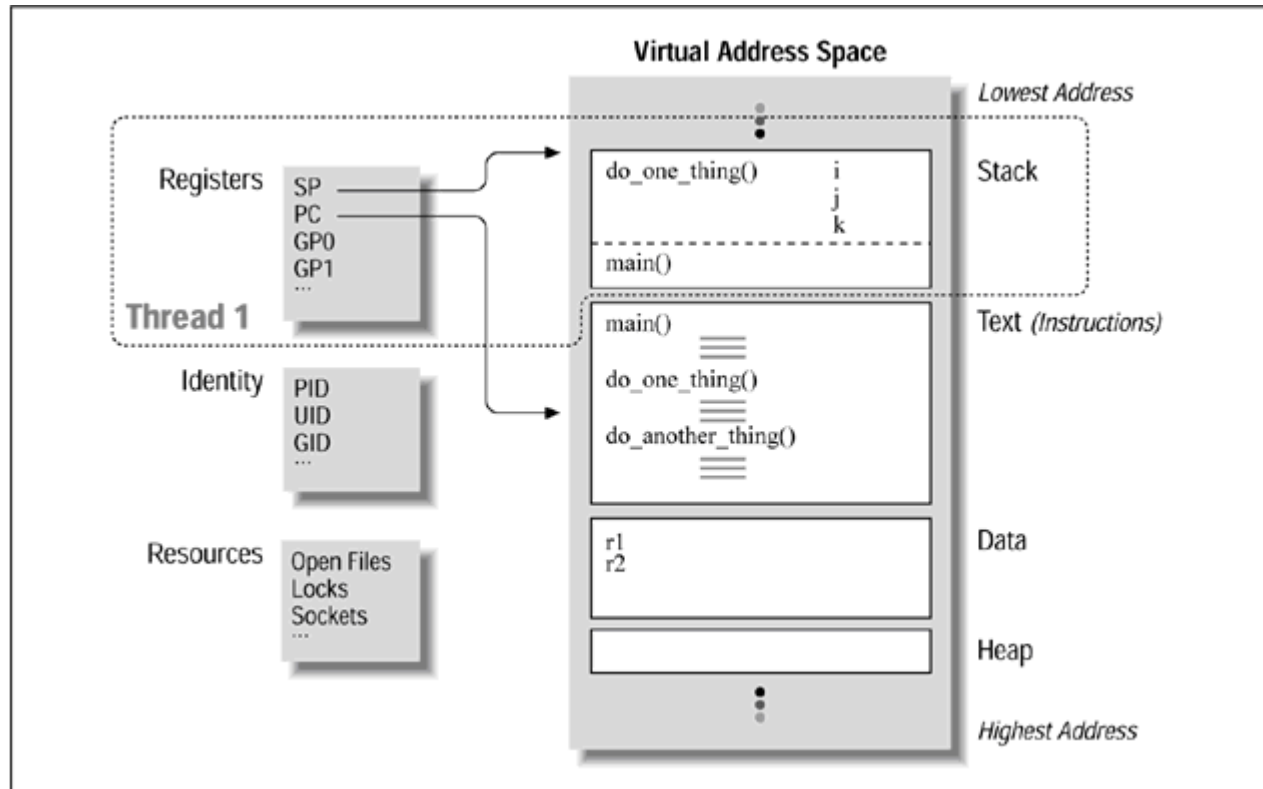 Virtual Address Space
Lowest Address
Registers
SP
PC
GP0
GP1
...
Thread 1
do_one_thing()
i
j
k
main()
Stack
main()
do_one_thing()
do_another_thing()
Text (Instructions)
Identity
PID
UID
GID
...
Resources
Open Files
Locks
Sockets
...
r1
r2
Data
Heap
Highest Address